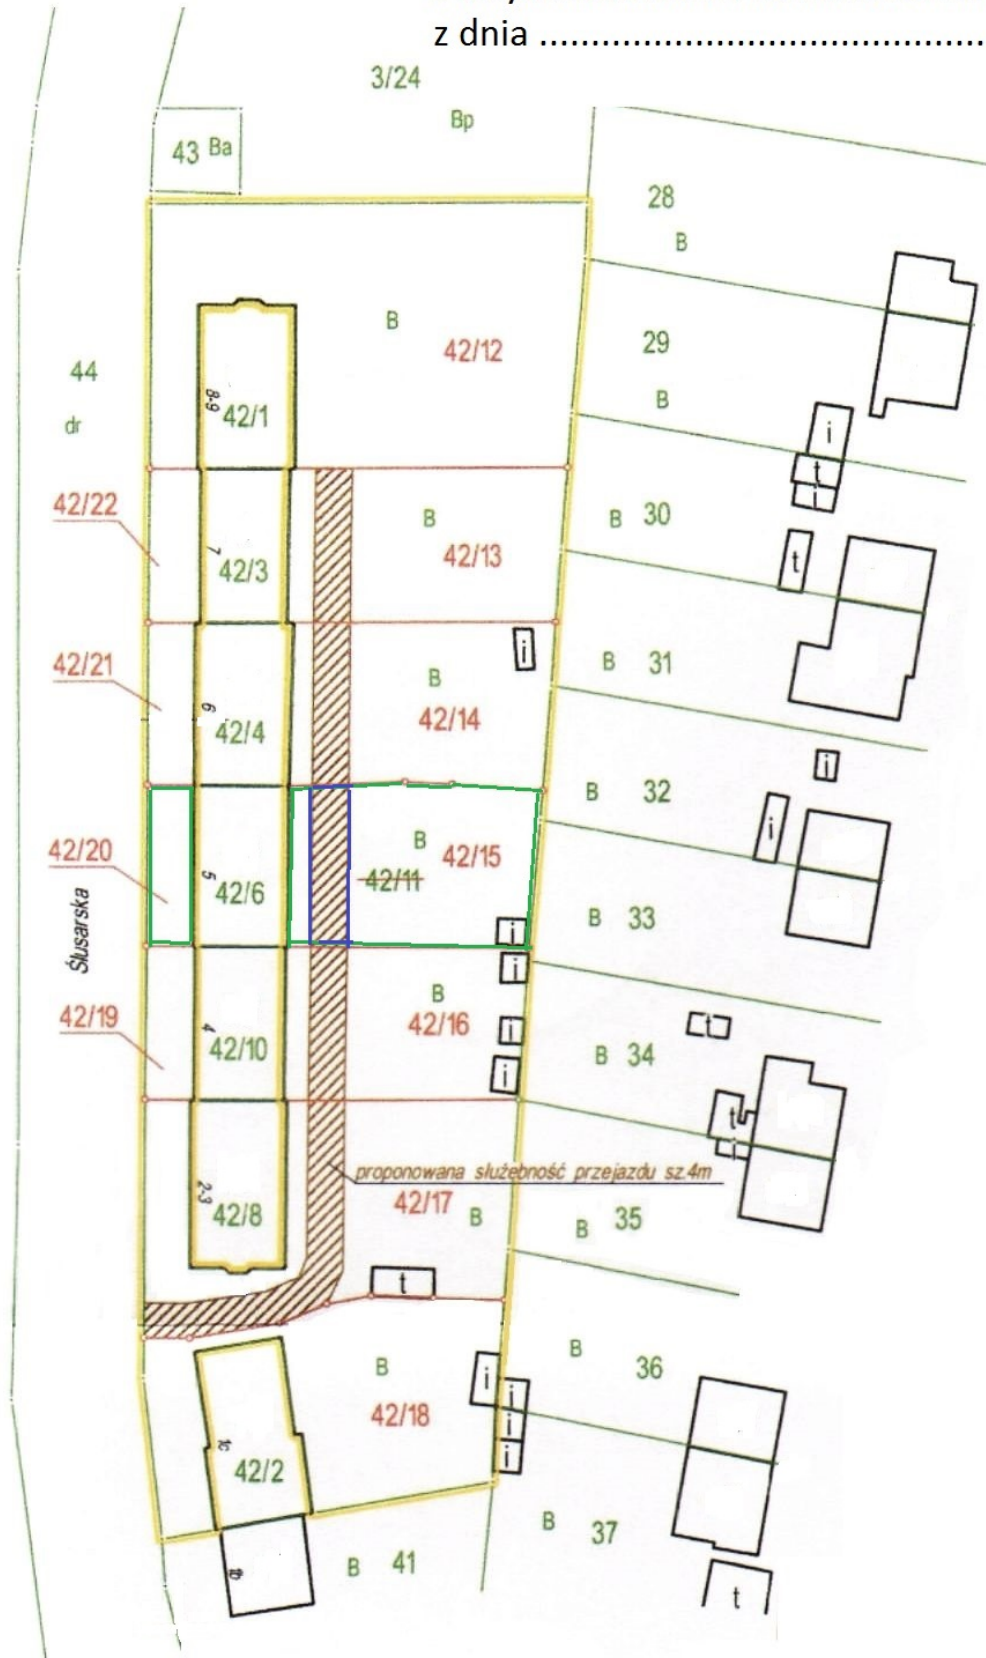 z dnia ...........................................
3/24
Bp
43 Ba
28
B
B
42/12
29
B
44
dr
8-9
42/1
i
t
i
42/22
B
B 30
7
42/3
42/13
t
42/21
i
B
B 31
6
42/4
42/14
i
B 32
i
42/20
B
42/15
42/11
5
42/6
i
B 33
Ślusarska
i
B
42/19
42/16
i
t
4
42/10
i
B 34
t
i
proponowana służebność przejazdu sz.4m
2-3
42/8
42/17
B
B 35
t
B
B 36
i
i
i
i
42/18
1c
42/2
B 37
1b
B 41
t